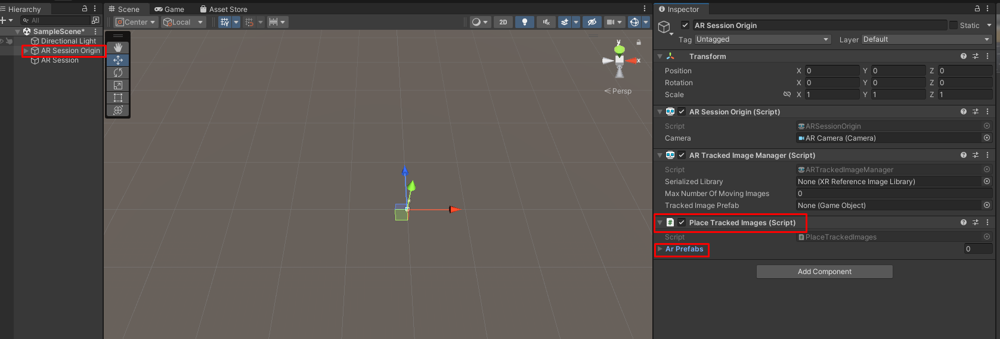 Hierarchy
All
SampleScene*
Directional Light
AR Session Origin
AR Session
Scene
Game
Asset Store
Center
Local
2D
y
x
Persp
Inspector
AR Session Origin
Static
Tag Untagged
Layer Default
Transform
Position X 0 Y 0 Z 0
Rotation X 0 Y 0 Z 0
Scale X 1 Y 1 Z 1
AR Session Origin (Script)
Script ARSessionOrigin
Camera AR Camera (Camera)
AR Tracked Image Manager (Script)
Script ARTrackedImageManager
Serialized Library None (XR Reference Image Library)
Max Number Of Moving Images 0
Tracked Image Prefab None (Game Object)
# Place Tracked Images (Script)
Script PlaceTrackedImages
Ar Prefabs 0
Add Component